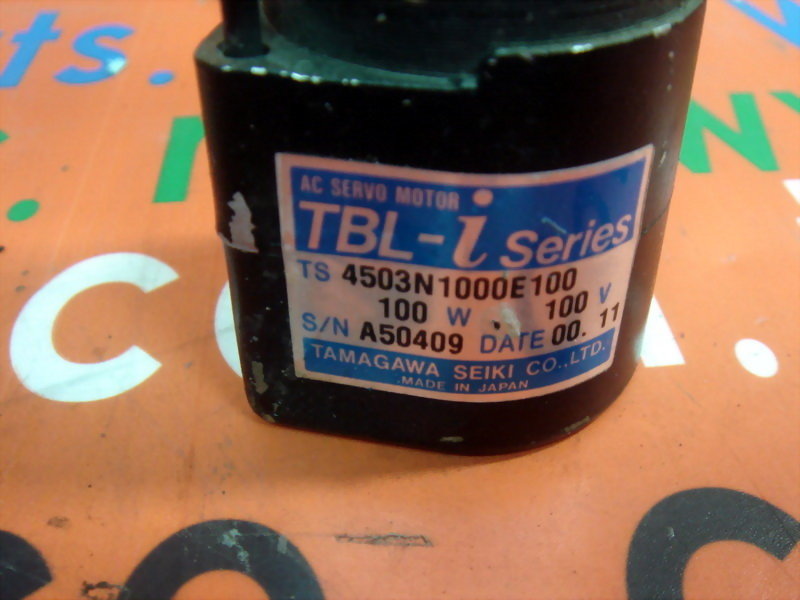 AC SERVO MOTOR
TBL-i Series
TS 4503N1000E100
100 W 100 V
S/N A50409 DATE 00.11
TAMAGAWA SEIKI CO.,LTD.
MADE IN JAPAN